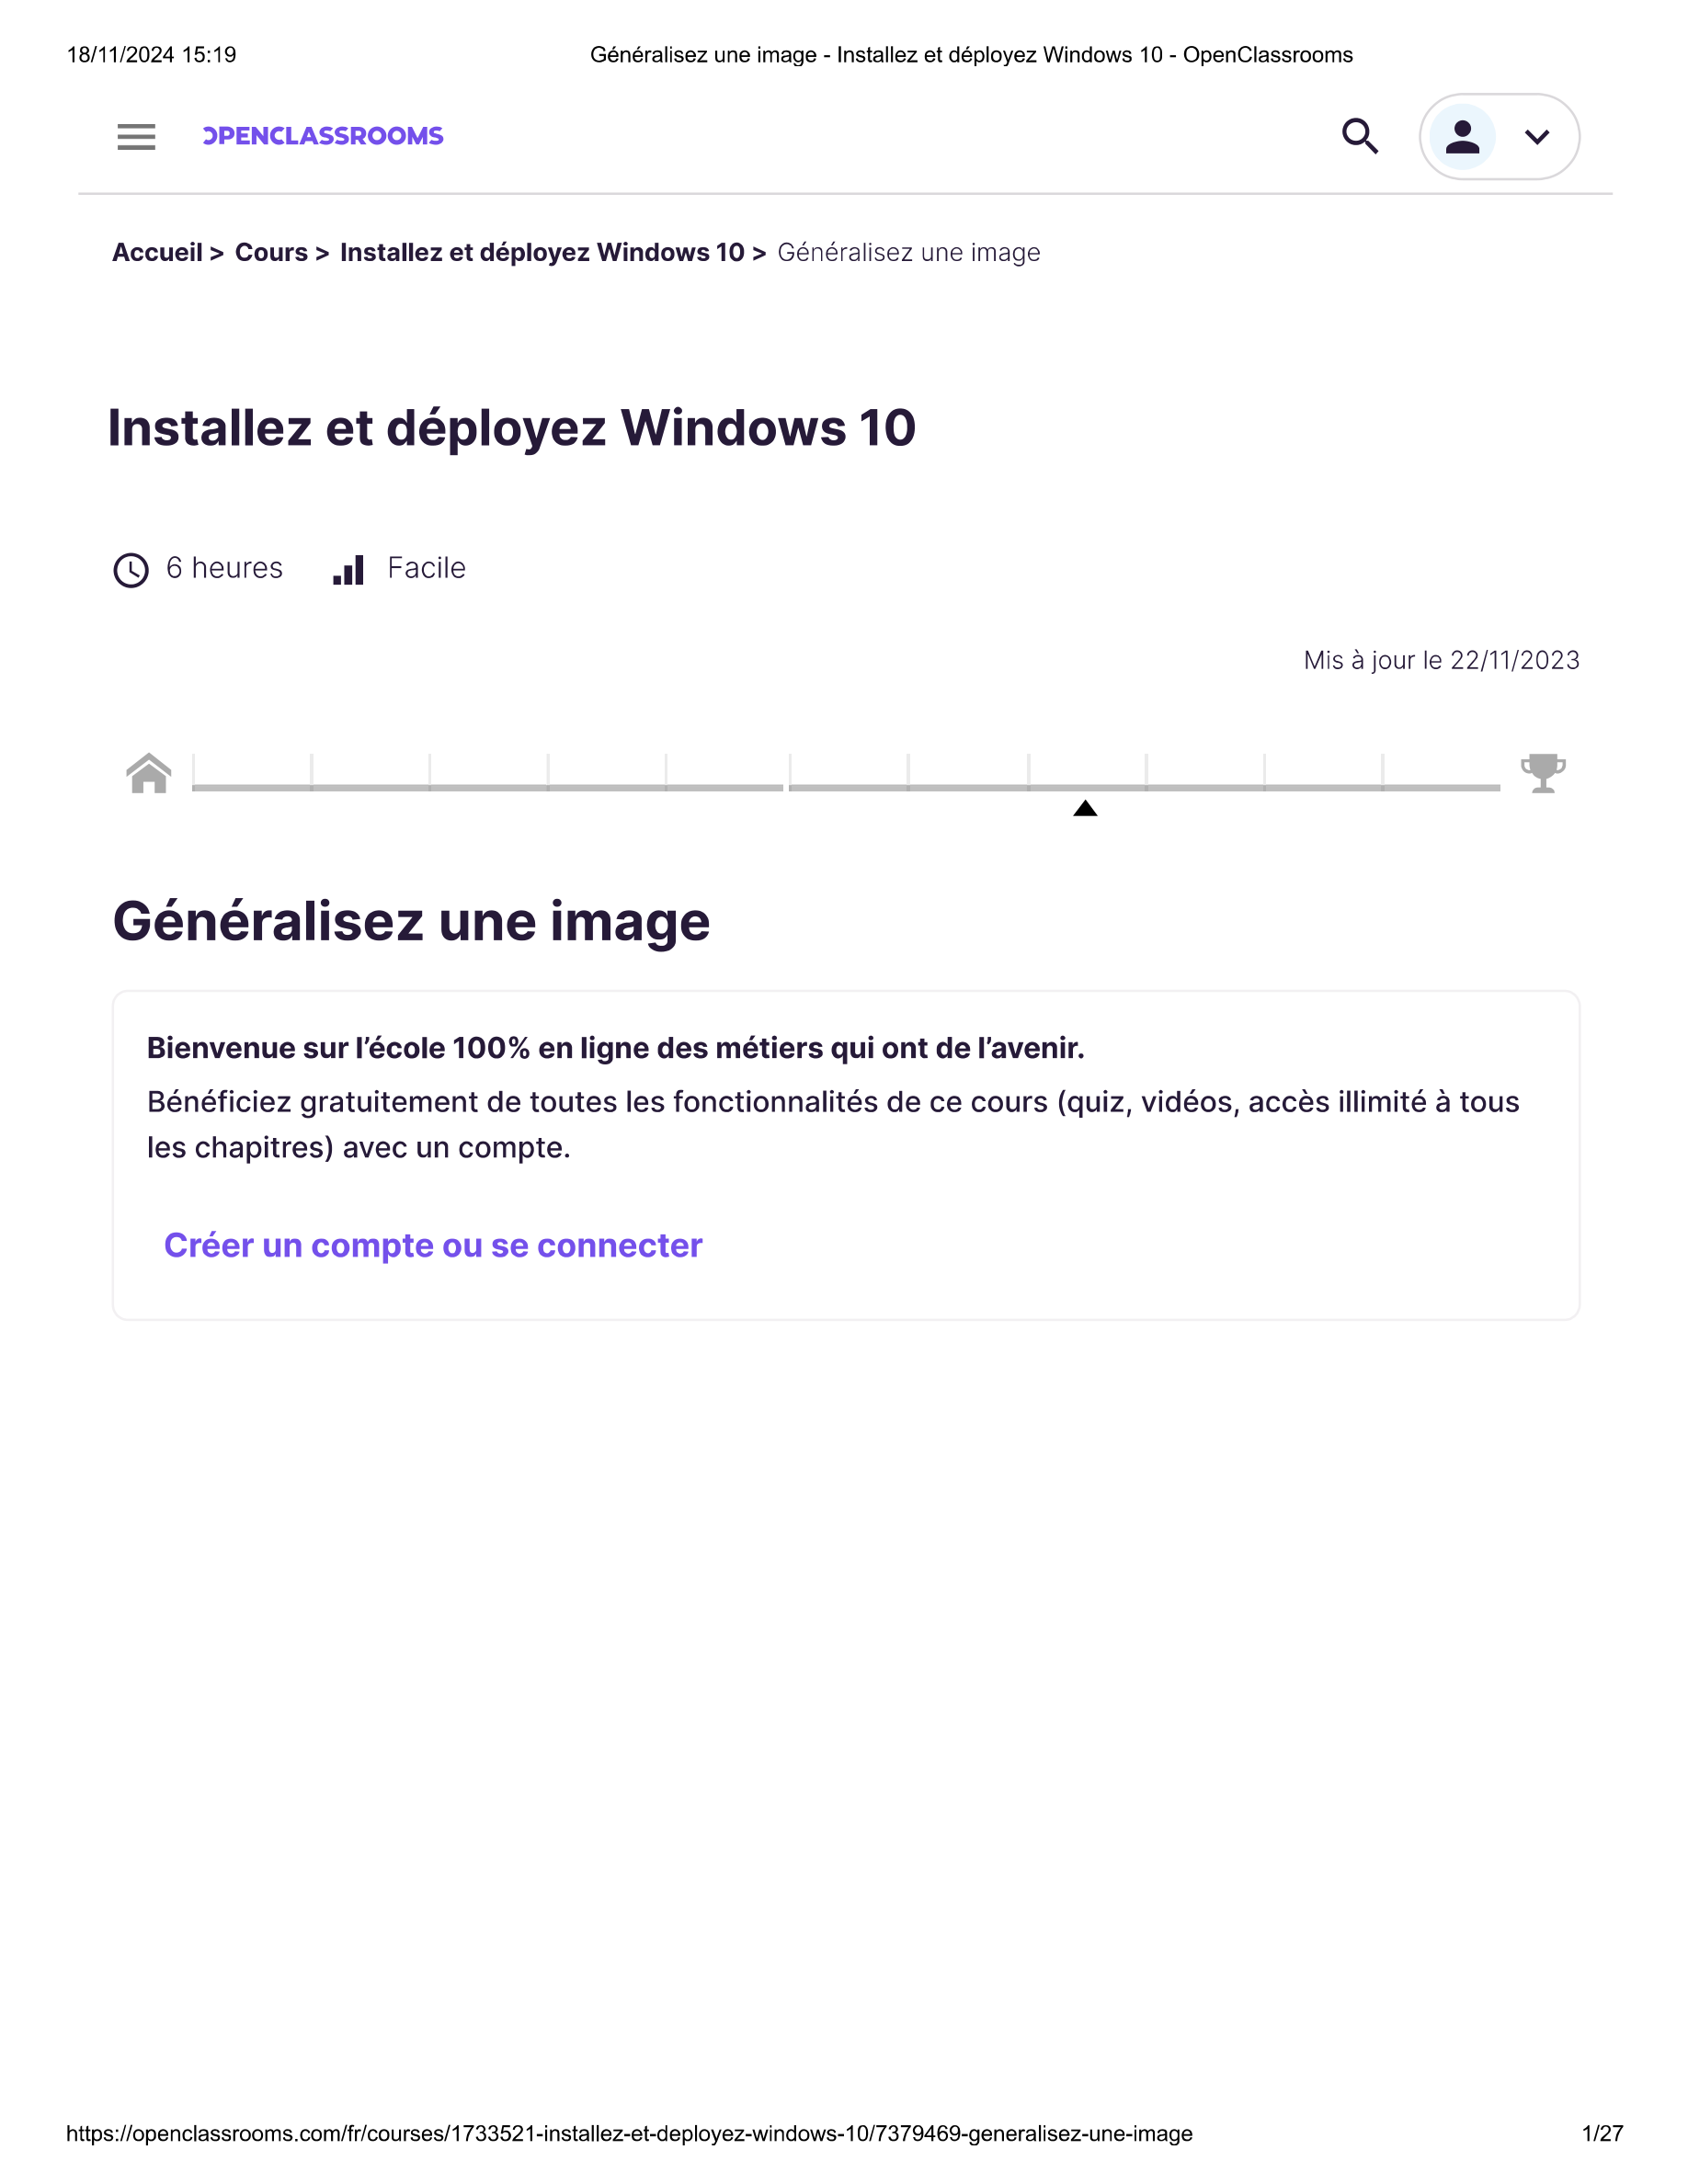 18/11/2024 15:19
Généralisez une image - Installez et déployez Windows 10 - OpenClassrooms
OPENCLASSROOMS
Accueil > Cours > Installez et déployez Windows 10 > Généralisez une image
Installez et déployez Windows 10
6 heures
Facile
Mis à jour le 22/11/2023
Généralisez une image
Bienvenue sur l’école 100% en ligne des métiers qui ont de l’avenir.
Bénéficiez gratuitement de toutes les fonctionnalités de ce cours (quiz, vidéos, accès illimité à tous
les chapitres) avec un compte.
Créer un compte ou se connecter
https://openclassrooms.com/fr/courses/1733521-installez-et-deployez-windows-10/7379469-generalisez-une-image
1/27